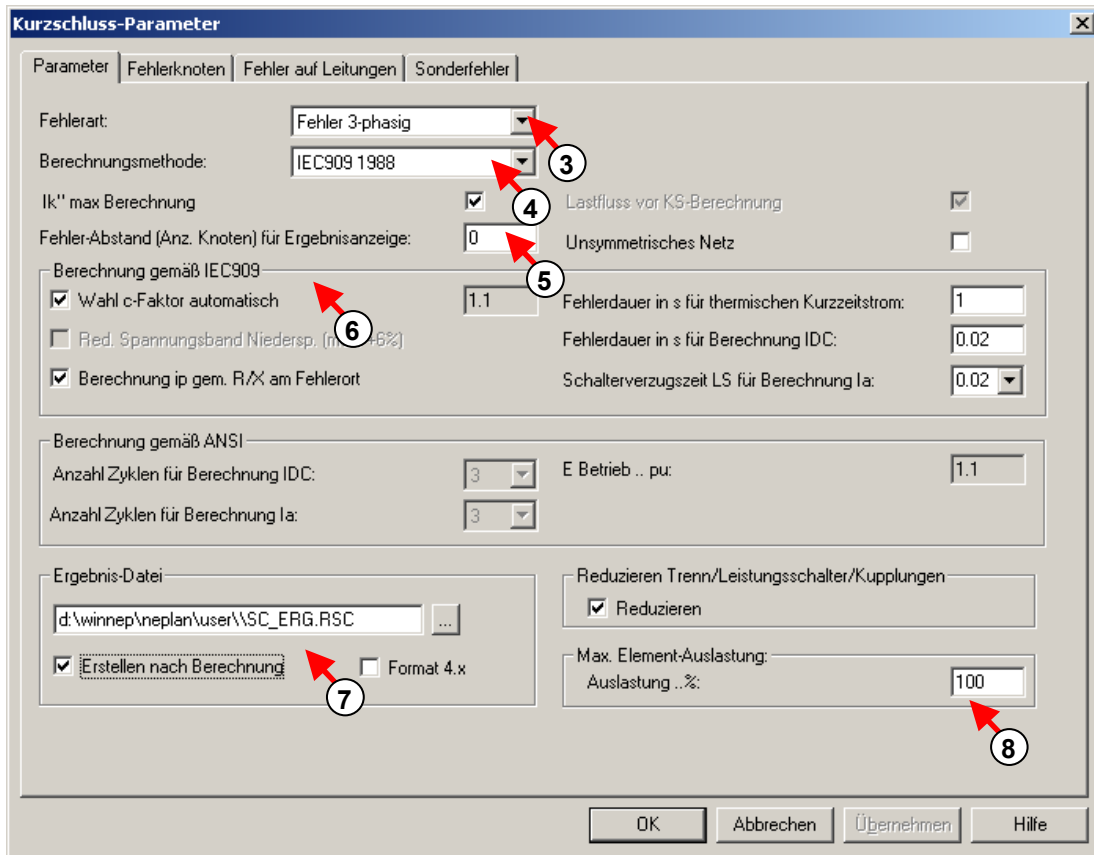 Kurzschluss-Parameter
Parameter Fehlerknoten Fehler auf Leitungen Sonderfehler
Fehlerart: Fehler 3-phasig
3
Berechnungsmethode: IEC909 1988
4
Ik'' max Berechnung Lastfluss vor KS-Berechnung
Fehler-Abstand (Anz. Knoten) für Ergebnisanzeige: 0 Unsymmetrisches Netz
5
Berechnung gemäß IEC909
Wahl c-Faktor automatisch 1.1 Fehlerdauer in s für thermischen Kurzzeitstrom: 1
6
Red. Spannungsband Niedersp. +6%) Fehlerdauer in s für Berechnung IDC: 0.02
Berechnung ip gem. R/X am Fehlerort Schalterverzugszeit LS für Berechnung Ia: 0.02
Berechnung gemäß ANSI
Anzahl Zyklen für Berechnung IDC: 3 E Betrieb .. pu: 1.1
Anzahl Zyklen für Berechnung Ia: 3
Ergebnis-Datei Reduzieren Trenn/Leistungsschalter/Kupplungen
d:\winnep\neplan\user\\SC_ERG.RSC ... Reduzieren
Erstellen nach Berechnung Format 4.x
7
Max. Element-Auslastung:
Auslastung ..%: 100
8
OK Abbrechen Übernehmen Hilfe